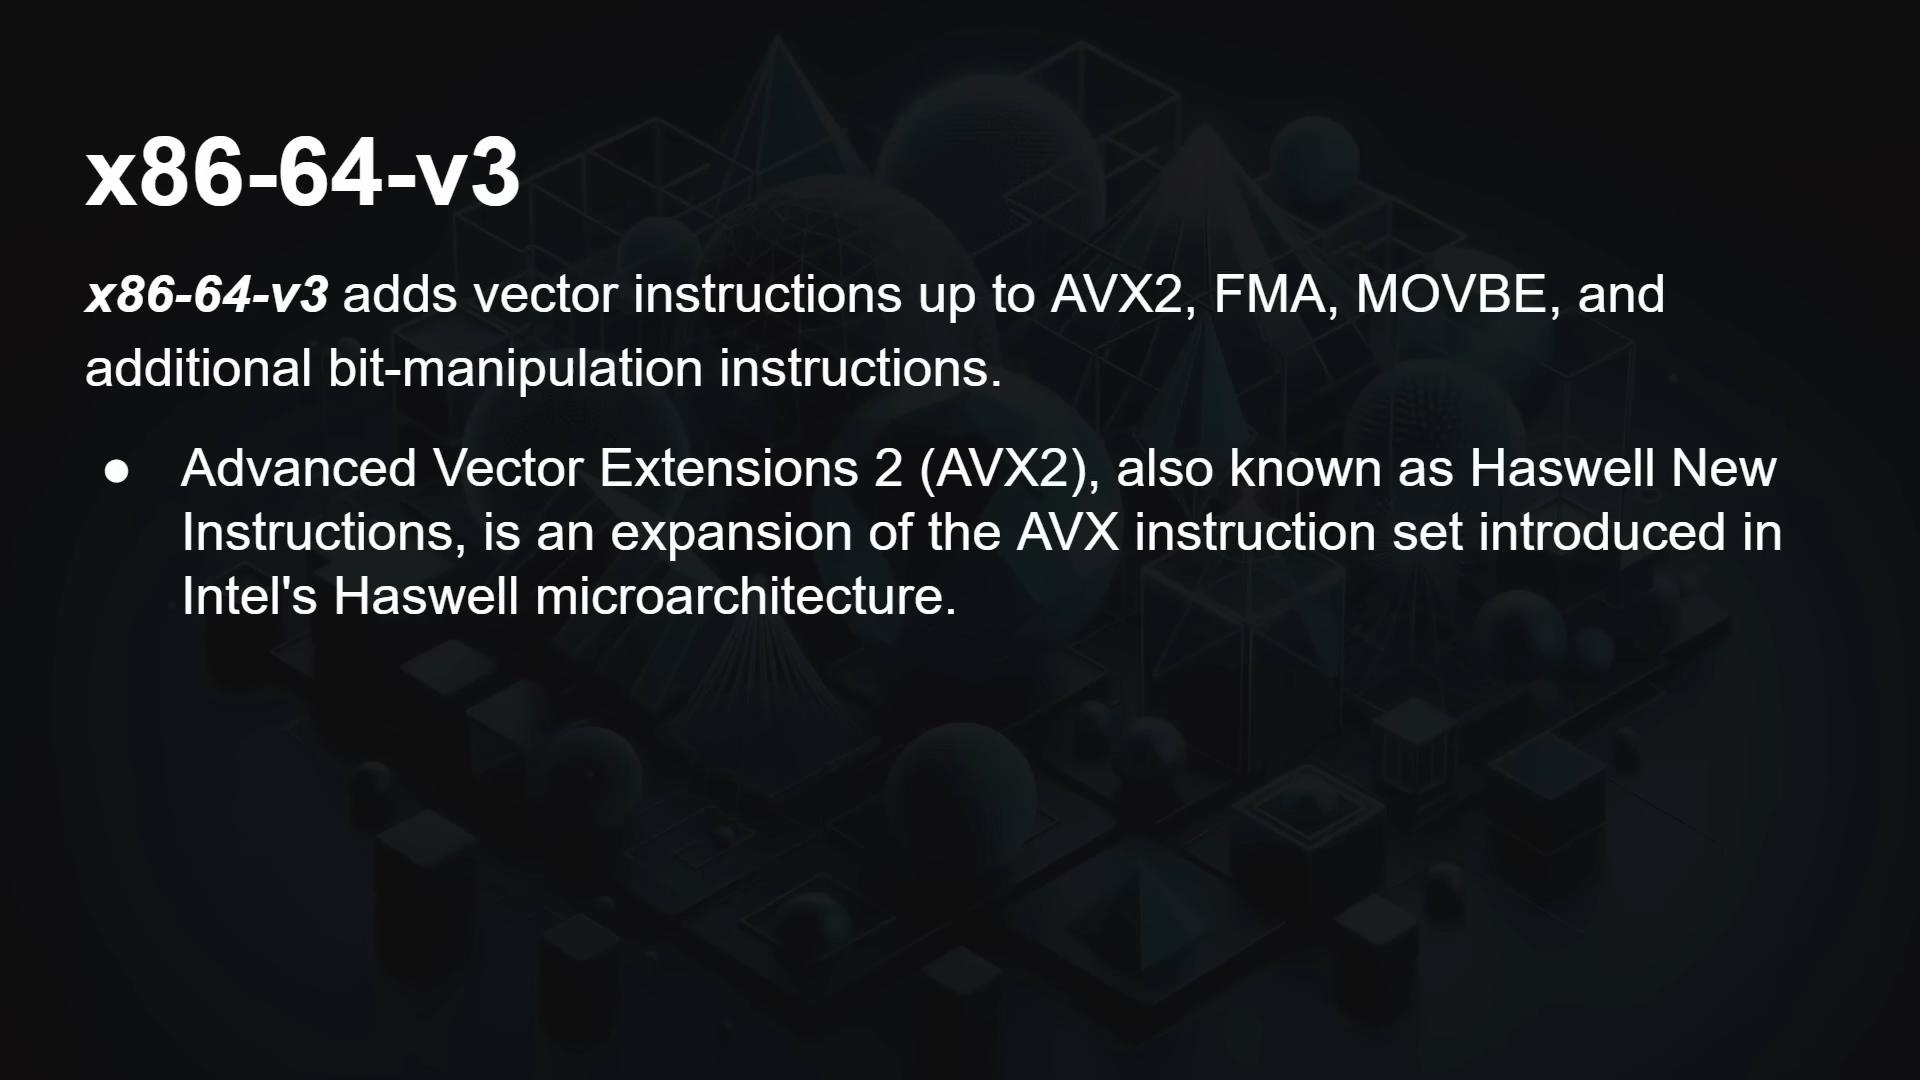 x86-64-v3
x86-64-v3 adds vector instructions up to AVX2, FMA, MOVBE, and
additional bit-manipulation instructions.
● Advanced Vector Extensions 2 (AVX2), also known as Haswell New
Instructions, is an expansion of the AVX instruction set introduced in
Intel's Haswell microarchitecture.